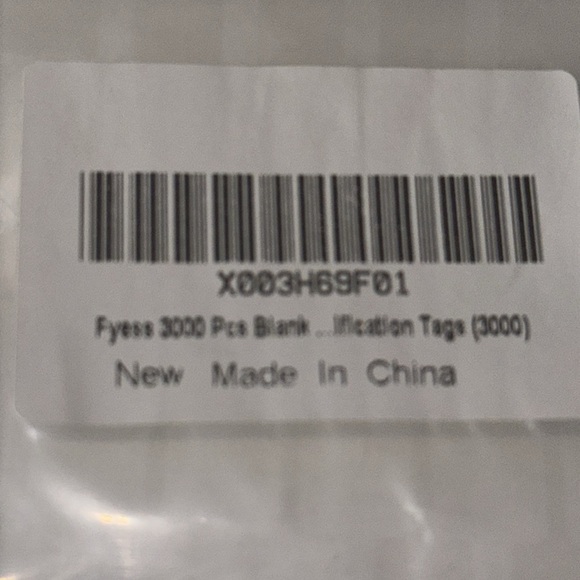 X003H69F01
Fyess 3000 Pcs Blank ...ification Tags (3000)
New Made In China